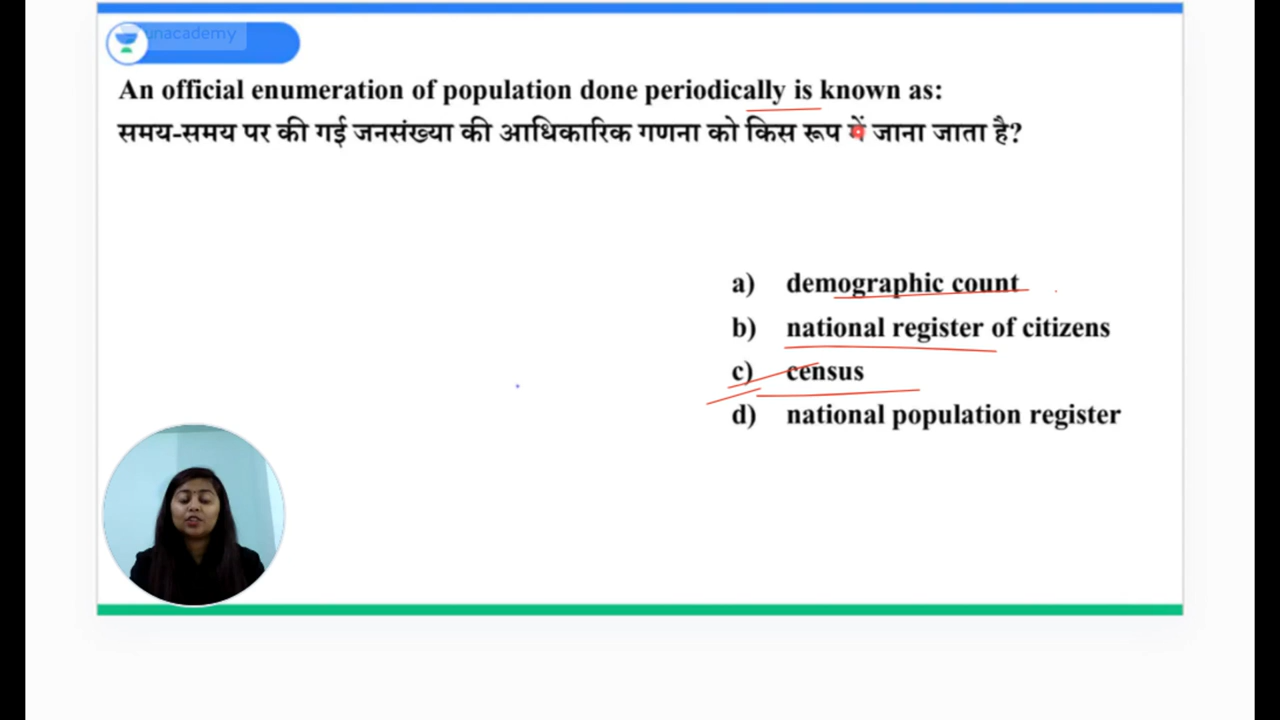 unacademy
An official enumeration of population done periodically is known as:
समय-समय पर की गई जनसंख्या की आधिकारिक गणना को किस रूप में जाना जाता है?
a) demographic count
b) national register of citizens
c) census
d) national population register